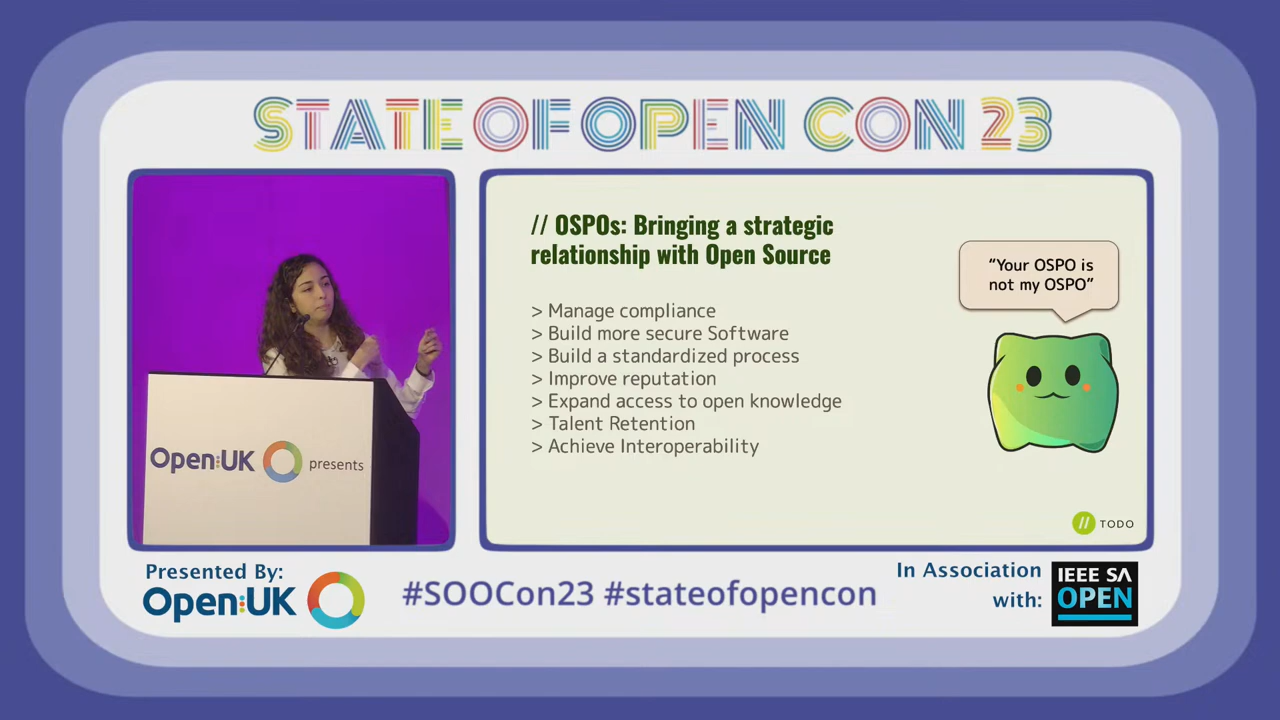 STATE OF OPEN CON 23
Open:UK presents
// OSPOs: Bringing a strategic
relationship with Open Source
> Manage compliance
> Build more secure Software
> Build a standardized process
> Improve reputation
> Expand access to open knowledge
> Talent Retention
> Achieve Interoperability
“Your OSPO is
not my OSPO”
// TODO
Presented By:
Open:UK
#SOOCon23 #stateofopencon
In Association
with:
IEEE SA
OPEN